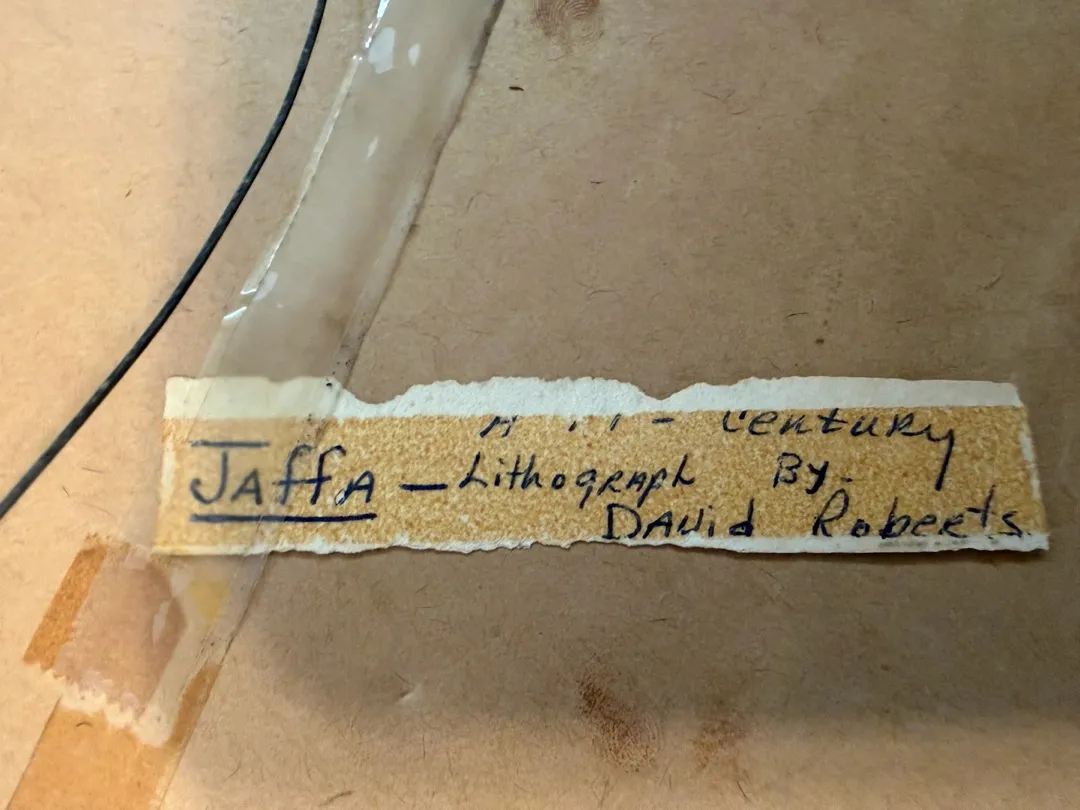 A - Century
JAffA – Lithograph By.
David Roberts